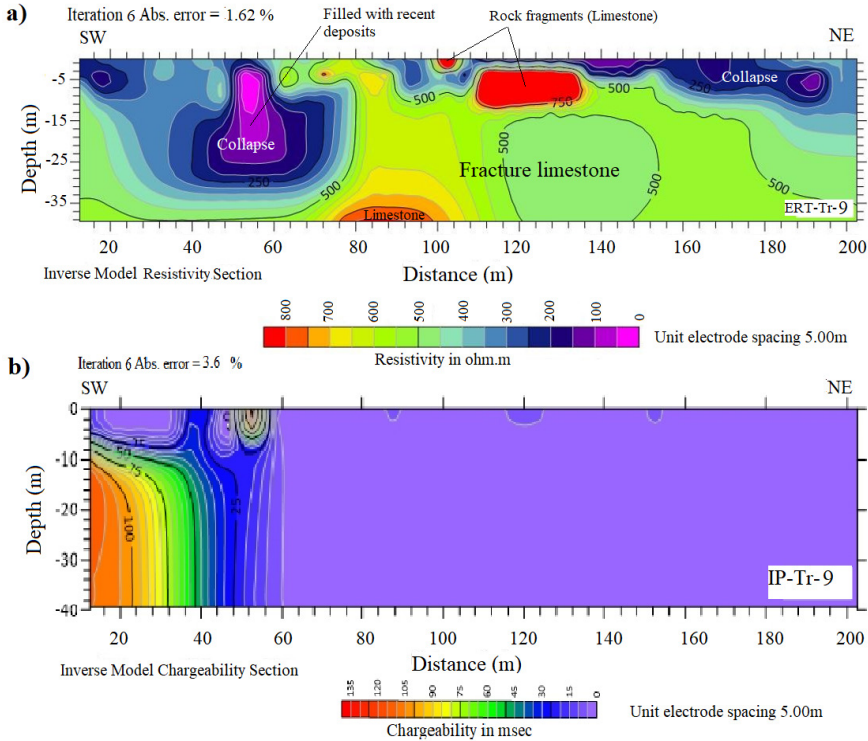 a)
Iteration 6 Abs. error = 1.62 %
Filled with recent
deposits
Rock fragments (Limestone)
SW
NE
Depth (m)
-5
-15
-25
-35
Collapse
250
500
500
750
500
250
Collapse
500
500
500
Fracture limestone
Limestone
ERT-Tr-9
20 40 60 80 100 120 140 160 180 200
Inverse Model Resistivity Section
Distance (m)
800 700 600 500 400 300 200 100 0
Resistivity in ohm.m
Unit electrode spacing 5.00m
b)
Iteration 6 Abs. error = 3.6 %
SW
NE
Depth (m)
-0
-10
-20
-30
-40
50
75
100
25
IP-Tr-9
20 40 60 80 100 120 140 160 180 200
Inverse Model Chargeability Section
Distance (m)
135 120 105 90 75 60 45 30 15 0
Chargeability in msec
Unit electrode spacing 5.00m